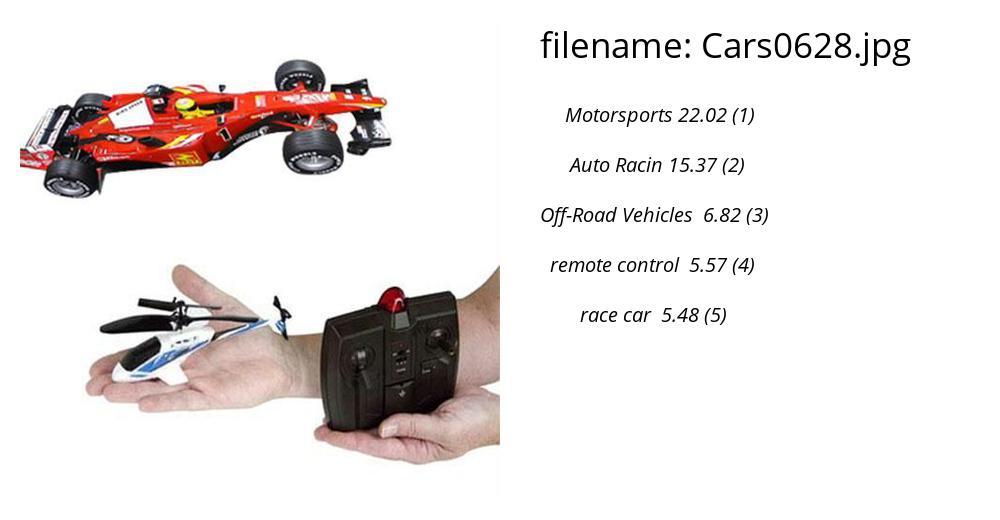 filename: Cars0628.jpg
Motorsports 22.02 (1)
Auto Racin 15.37 (2)
Off-Road Vehicles 6.82 (3)
remote control 5.57 (4)
race car 5.48 (5)
1